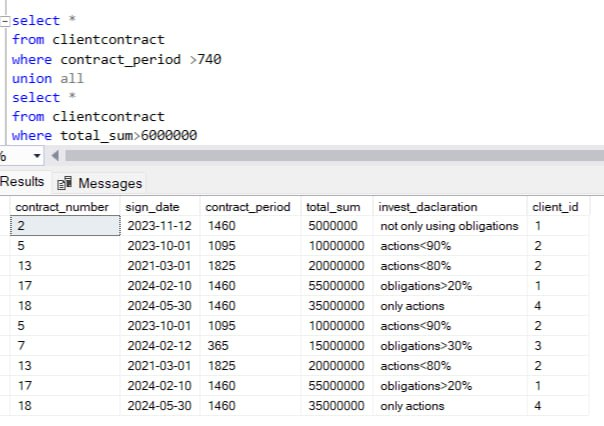 select *
from clientcontract
where contract_period >740
union all
select *
from clientcontract
where total_sum>6000000
%
Results Messages
contract_number sign_date contract_period total_sum invest_daclaration client_id
2 2023-11-12 1460 5000000 not only using obligations 1
5 2023-10-01 1095 10000000 actions<90% 2
13 2021-03-01 1825 20000000 actions<80% 2
17 2024-02-10 1460 55000000 obligations>20% 1
18 2024-05-30 1460 35000000 only actions 4
5 2023-10-01 1095 10000000 actions<90% 2
7 2024-02-12 365 15000000 obligations>30% 3
13 2021-03-01 1825 20000000 actions<80% 2
17 2024-02-10 1460 55000000 obligations>20% 1
18 2024-05-30 1460 35000000 only actions 4